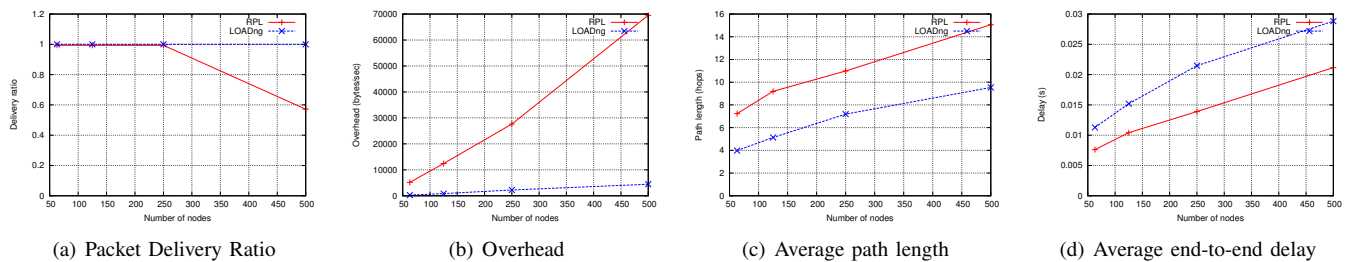 RPL
LOADng
Delivery ratio
1.4
1.2
1
0.8
0.6
0.4
0.2
0
50 100 150 200 250 300 350 400 450 500
Number of nodes
(a) Packet Delivery Ratio
RPL
LOADng
Overhead (bytes/sec)
70000
60000
50000
40000
30000
20000
10000
0
50 100 150 200 250 300 350 400 450 500
Number of nodes
(b) Overhead
RPL
LOADng
Path length (hops)
16
14
12
10
8
6
4
2
0
50 100 150 200 250 300 350 400 450 500
Number of nodes
(c) Average path length
RPL
LOADng
Delay (s)
0.03
0.025
0.02
0.015
0.01
0.005
0
50 100 150 200 250 300 350 400 450 500
Number of nodes
(d) Average end-to-end delay